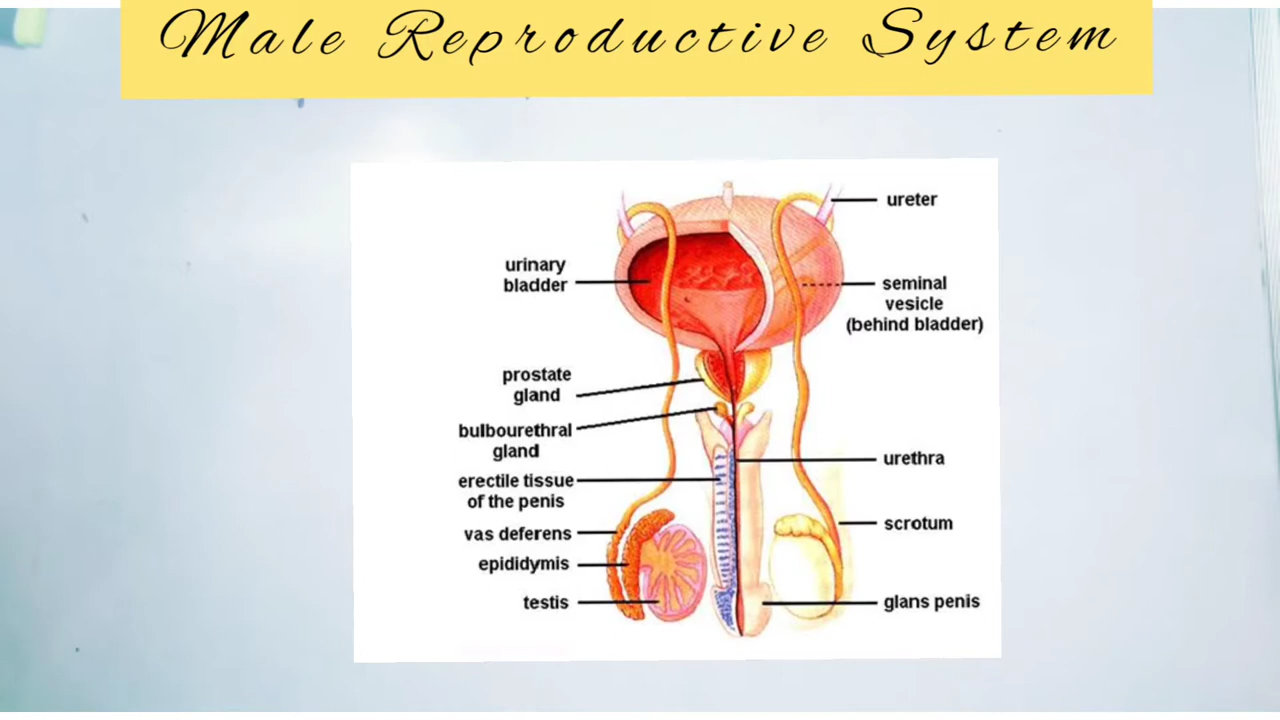 Male Reproductive System
ureter
urinary
bladder
seminal
vesicle
(behind bladder)
prostate
gland
bulbourethral
gland
urethra
erectile tissue
of the penis
scrotum
vas deferens
epididymis
testis
glans penis